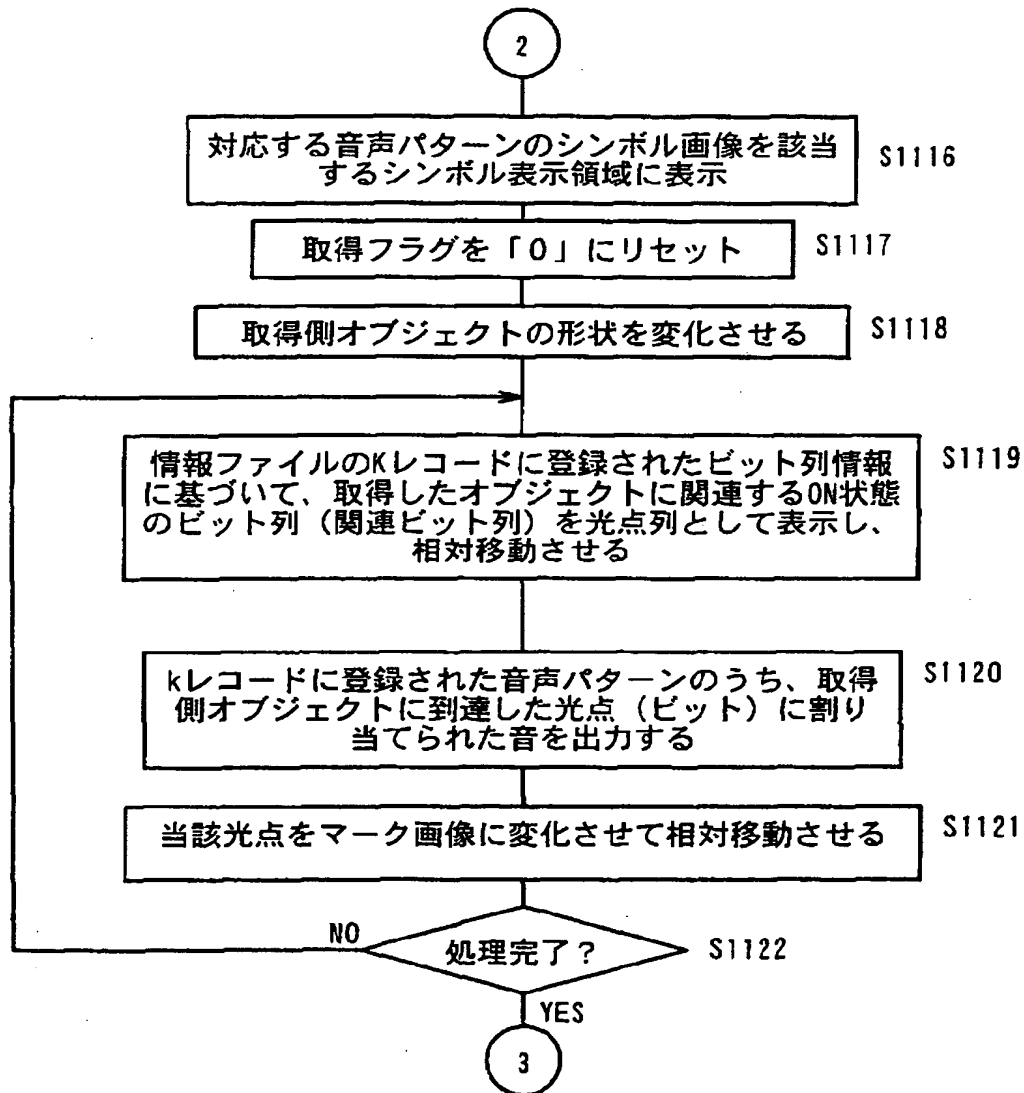 2
対応する音声パターンのシンボル画像を該当
するシンボル表示領域に表示
S1116
取得フラグを「0」にリセット
S1117
取得側オブジェクトの形状を変化させる
S1118
情報ファイルのKレコードに登録されたビット列情報
に基づいて、取得したオブジェクトに関連するON状態
のビット列（関連ビット列）を光点列として表示し、
相対移動させる
S1119
kレコードに登録された音声パターンのうち、取得
側オブジェクトに到達した光点（ビット）に割り
当てられた音を出力する
S1120
当該光点をマーク画像に変化させて相対移動させる
S1121
NO
処理完了？
S1122
YES
3